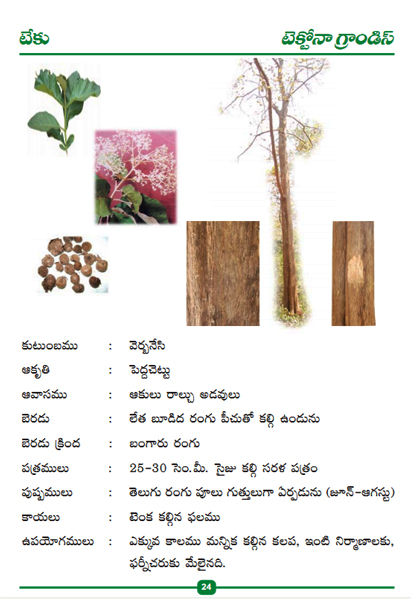 టేకు టెక్టోనా గ్రాండిస్
కుటుంబము : వెర్బనేసి
ఆకృతి : పెద్దచెట్టు
ఆవాసము : ఆకులు రాల్చు అడవులు
బెరడు : లేత బూడిద రంగు పీచుతో కల్గి ఉండును
బెరడు క్రింద : బంగారు రంగు
పత్రములు : 25-30 సెం.మీ. సైజు కల్గి సరళ పత్రం
పుష్పములు : తెలుగు రంగు పూలు గుత్తులుగా ఏర్పడును (జూన్-ఆగస్టు)
కాయలు : టెంక కల్గిన ఫలము
ఉపయోగములు : ఎక్కువ కాలము మన్నిక కల్గిన కలప, ఇంటి నిర్మాణాలకు,
ఫర్నీచరుకు మేలైనది.
24